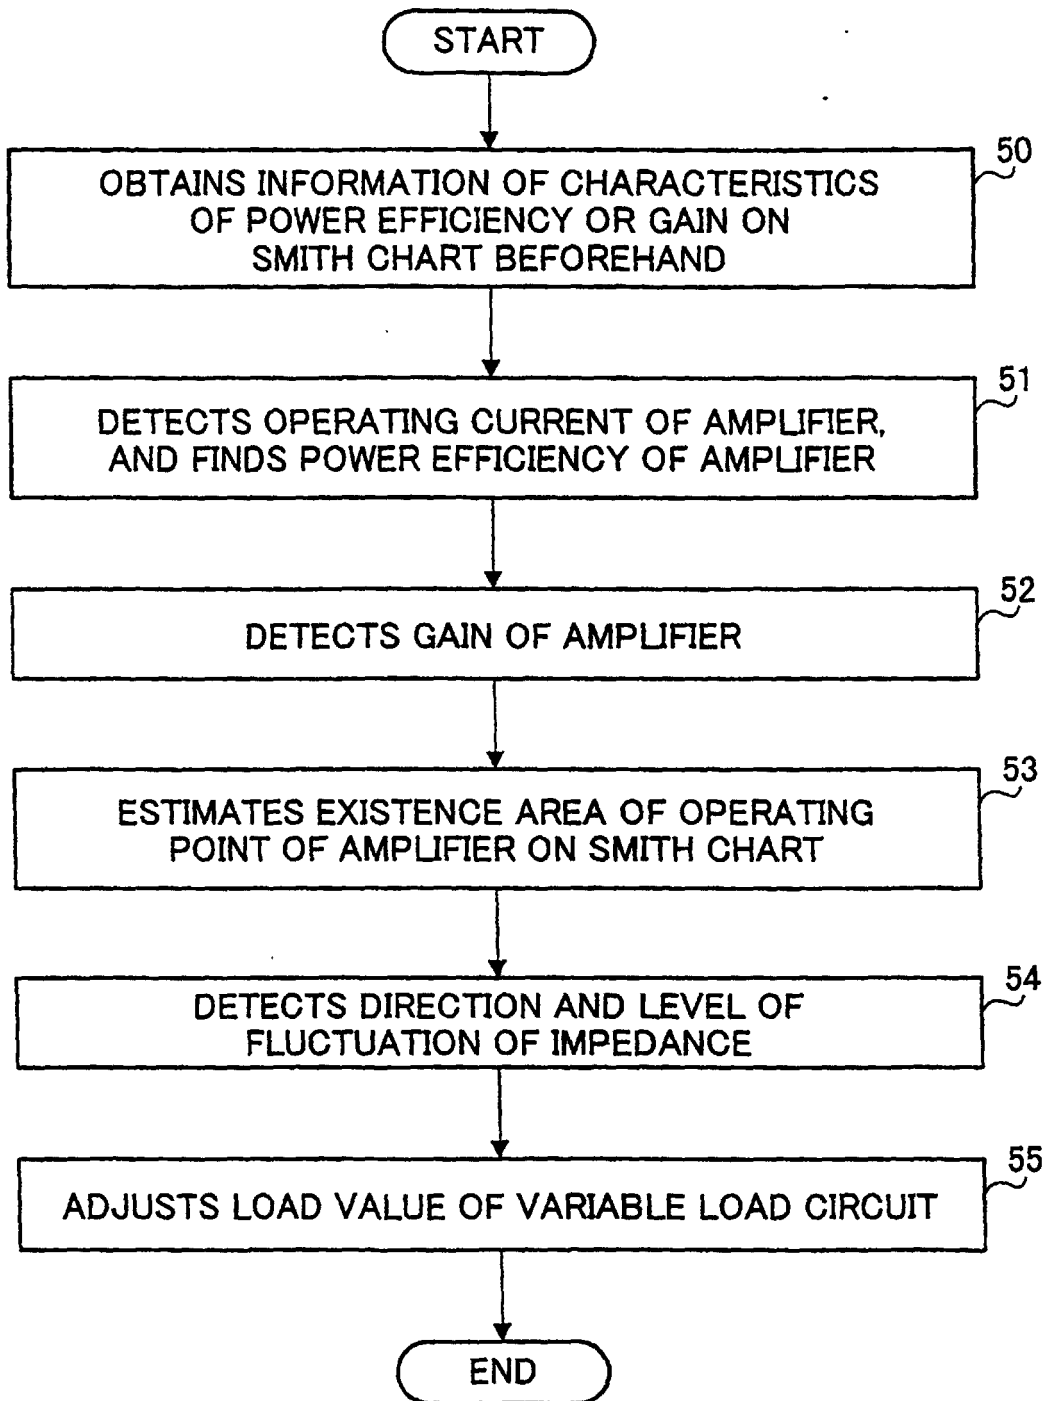 START
50
OBTAINS INFORMATION OF CHARACTERISTICS
OF POWER EFFICIENCY OR GAIN ON
SMITH CHART BEFOREHAND
51
DETECTS OPERATING CURRENT OF AMPLIFIER,
AND FINDS POWER EFFICIENCY OF AMPLIFIER
52
DETECTS GAIN OF AMPLIFIER
53
ESTIMATES EXISTENCE AREA OF OPERATING
POINT OF AMPLIFIER ON SMITH CHART
54
DETECTS DIRECTION AND LEVEL OF
FLUCTUATION OF IMPEDANCE
55
ADJUSTS LOAD VALUE OF VARIABLE LOAD CIRCUIT
END